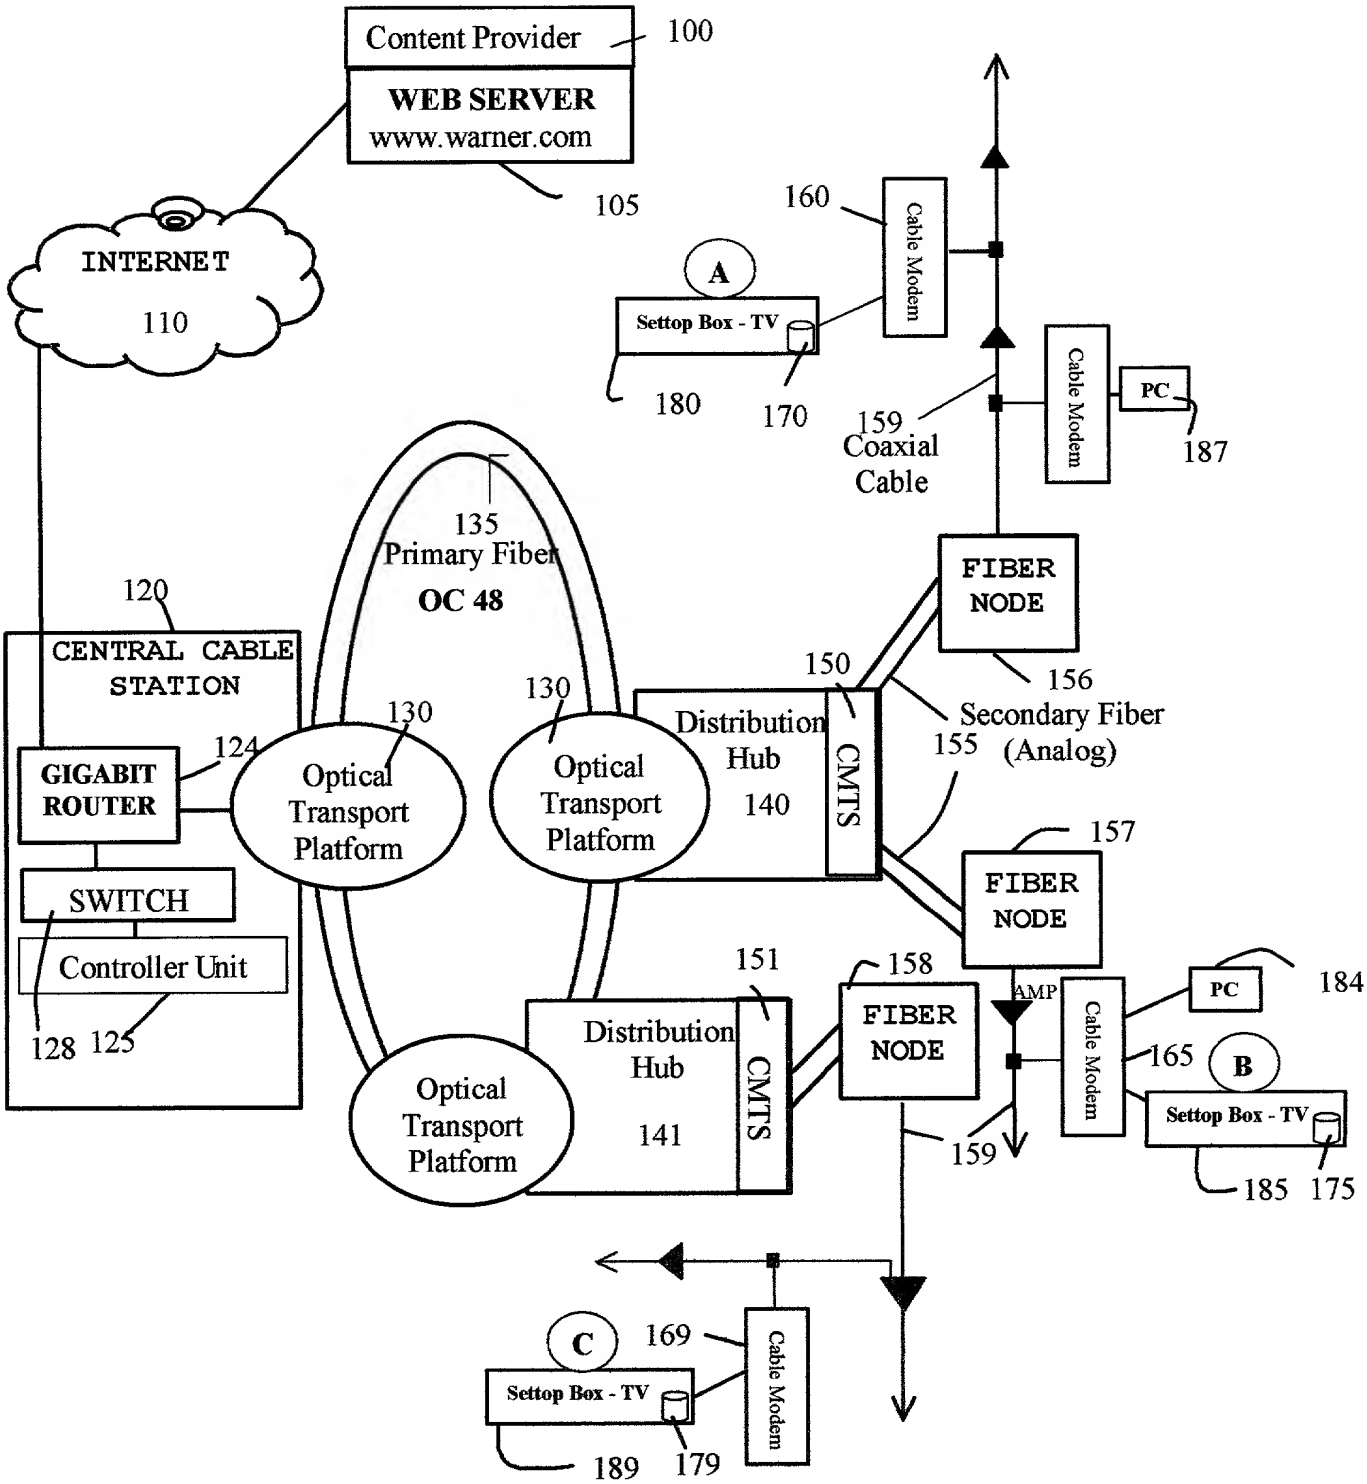 Content Provider
100
WEB SERVER
www.warner.com
105
INTERNET
110
160
Cable Modem
A
Settop Box - TV
180
170
159
Coaxial
Cable
Cable Modem
PC
187
135
Primary Fiber
OC 48
FIBER
NODE
156
120
CENTRAL CABLE
STATION
124
GIGABIT
ROUTER
SWITCH
Controller Unit
128
125
130
Optical
Transport
Platform
130
Optical
Transport
Platform
150
Distribution
Hub
140
CMTS
Secondary Fiber
(Analog)
155
157
FIBER
NODE
AMP
Cable Modem
PC
184
165
B
Settop Box - TV
185
175
151
Distribution
Hub
141
CMTS
Optical
Transport
Platform
158
FIBER
NODE
159
169
Cable Modem
C
Settop Box - TV
189
179